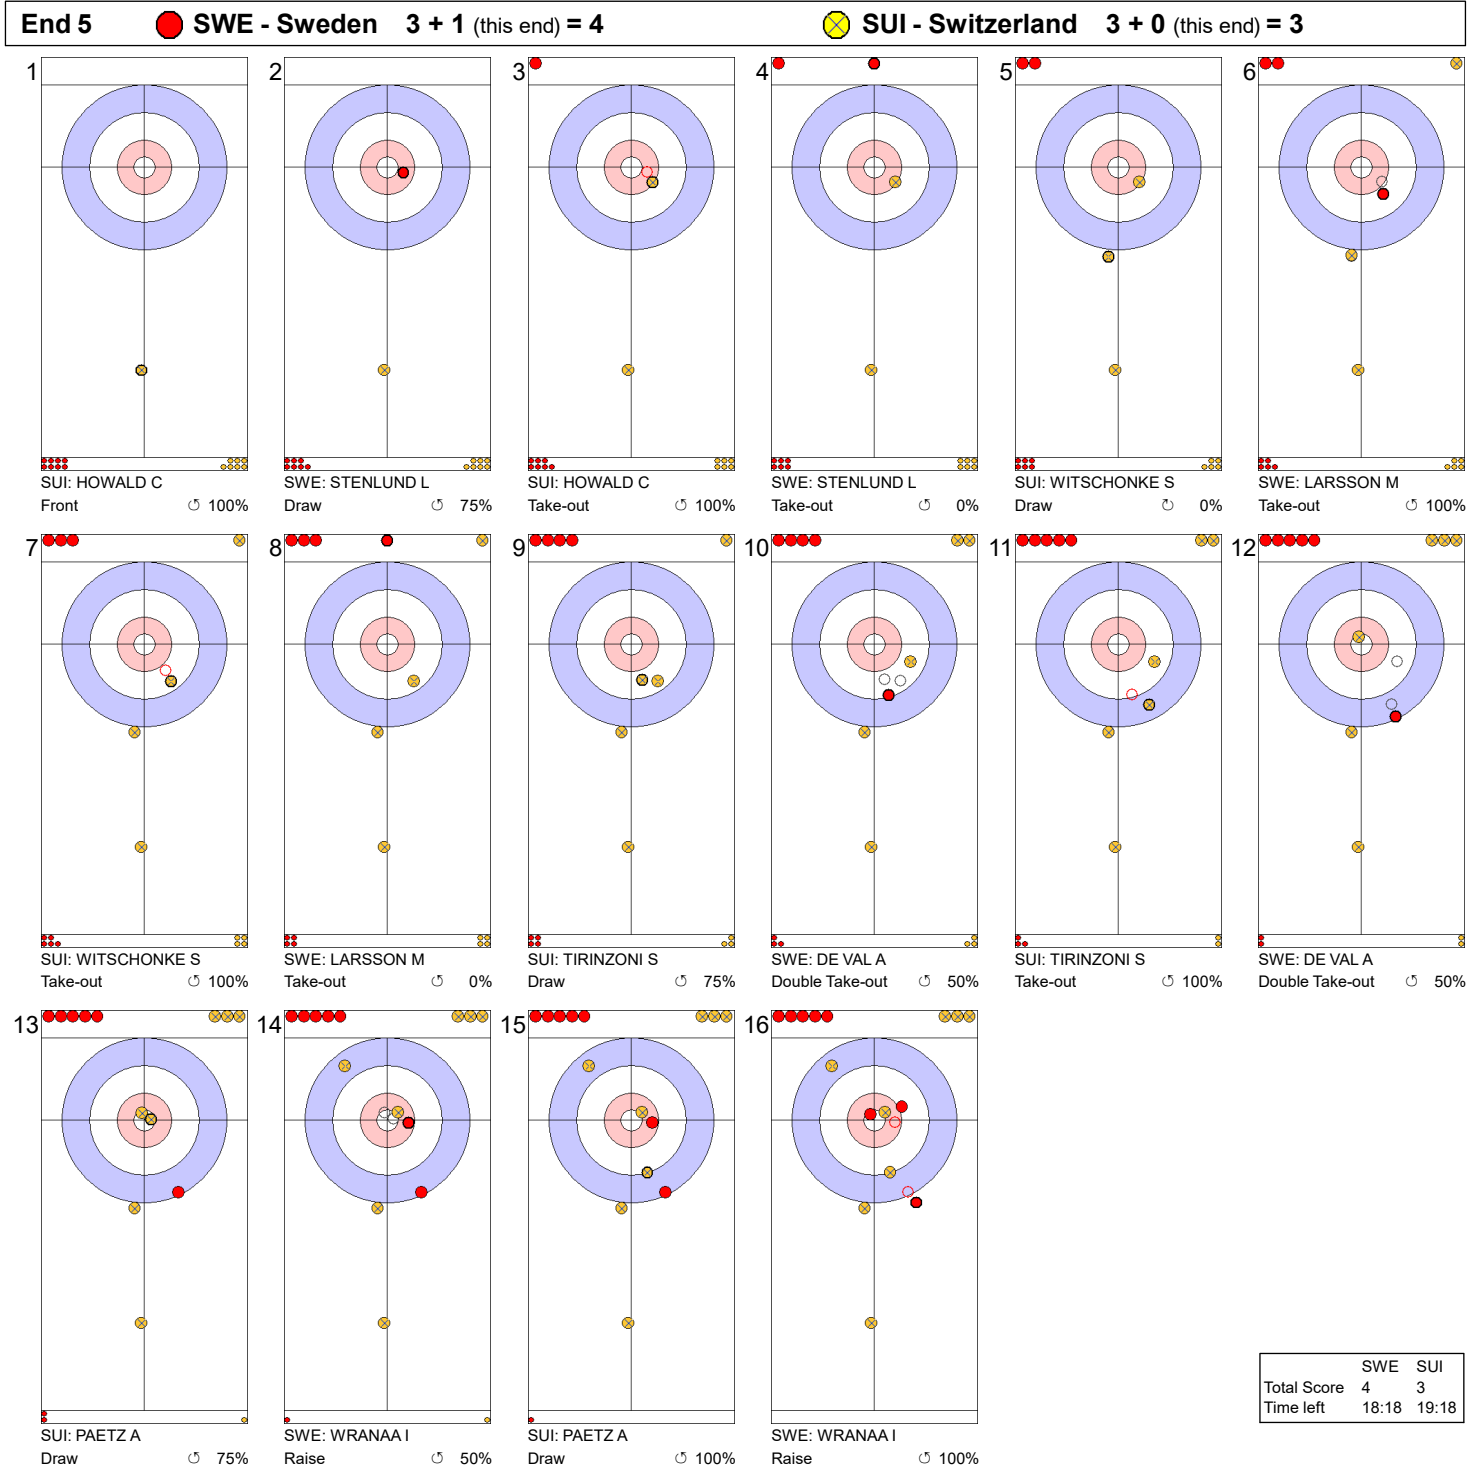 End 5 SWE - Sweden 3 + 1 (this end) = 4 SUI - Switzerland 3 + 0 (this end) = 3
1 2 3 4 5 6
SUI: HOWALD C SWE: STENLUND L SUI: HOWALD C SWE: STENLUND L SUI: WITSCHONKE S SWE: LARSSON M
Front ↺ 100% Draw ↺ 75% Take-out ↺ 100% Take-out ↺ 0% Draw ↻ 0% Take-out ↺ 100%
7 8 9 10 11 12
SUI: WITSCHONKE S SWE: LARSSON M SUI: TIRINZONI S SWE: DE VAL A SUI: TIRINZONI S SWE: DE VAL A
Take-out ↺ 100% Take-out ↺ 0% Draw ↺ 75% Double Take-out ↺ 50% Take-out ↺ 100% Double Take-out ↺ 50%
13 14 15 16
SUI: PAETZ A SWE: WRANAA I SUI: PAETZ A SWE: WRANAA I
Draw ↺ 75% Raise ↺ 50% Draw ↺ 100% Raise ↺ 100%
SWE SUI
Total Score 4 3
Time left 18:18 19:18